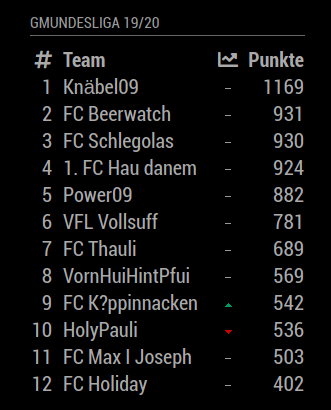 GMUNDESLIGA 19/20
# Team Punkte
1 Knäbel09 – 1169
2 FC Beerwatch – 931
3 FC Schlegolas – 930
4 1. FC Hau danem – 924
5 Power09 – 882
6 VFL Vollsuff – 781
7 FC Thauli – 689
8 VornHuiHintPfui – 569
9 FC K?ppinnacken 542
10 HolyPauli 536
11 FC Max I Joseph – 503
12 FC Holiday – 402